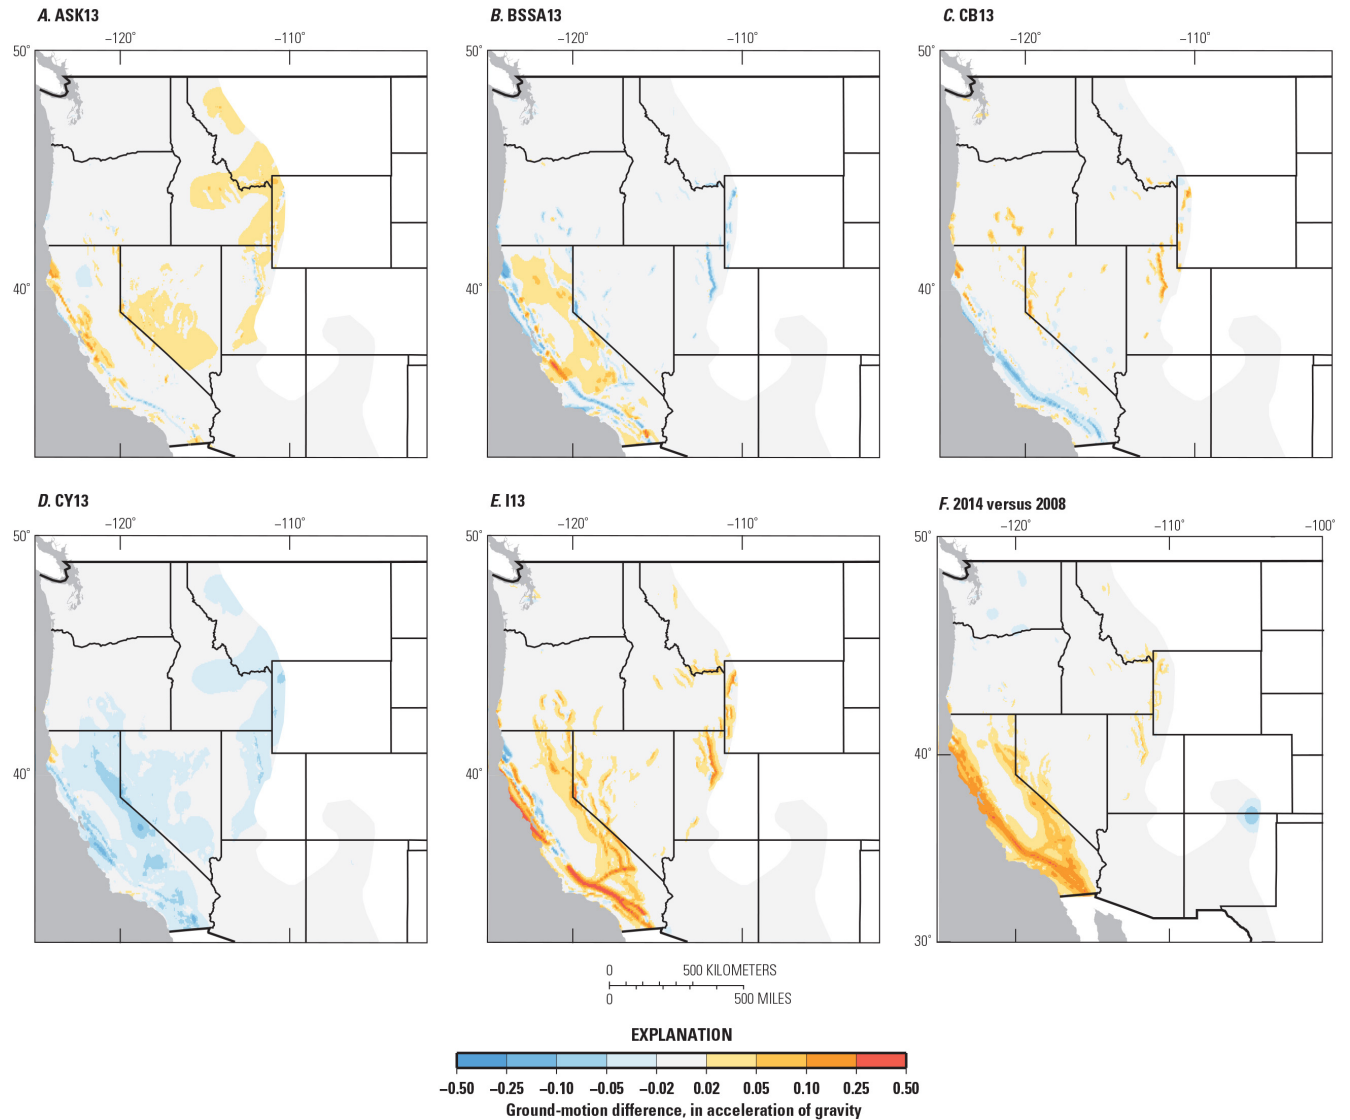 A. ASK13
B. BSSA13
C. CB13
−120° −110°
−120° −110°
−120° −110°
50°
50°
50°
40°
40°
40°
D. CY13
E. I13
F. 2014 versus 2008
−120° −110°
−120° −110°
−120° −110° −100°
50°
50°
50°
40°
40°
40°
30°
0 500 KILOMETERS
0 500 MILES
EXPLANATION
−0.50 −0.25 −0.10 −0.05 −0.02 0.02 0.05 0.10 0.25 0.50
Ground-motion difference, in acceleration of gravity